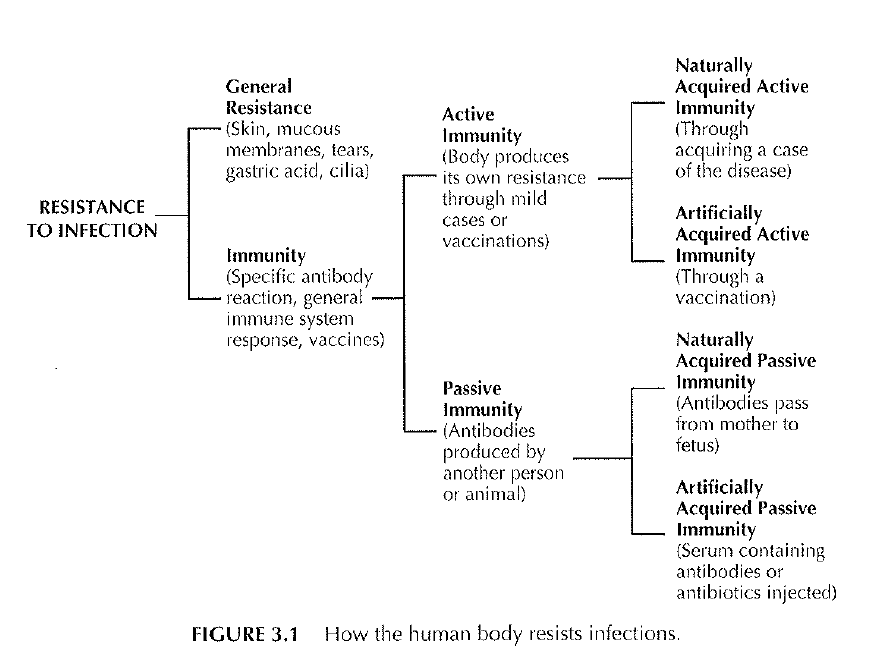 RESISTANCE
TO INFECTION
General
Resistance
(Skin, mucous
membranes, tears,
gastric acid, cilia)
Immunity
(Specific antibody
reaction, general
immune system
response, vaccines)
Active
Immunity
(Body produces
its own resistance
through mild
cases or
vaccinations)
Passive
Immunity
(Antibodies
produced by
another person
or animal)
Naturally
Acquired Active
Immunity
(Through
acquiring a case
of the disease)
Artificially
Acquired Active
Immunity
(Through a
vaccination)
Naturally
Acquired Passive
Immunity
(Antibodies pass
from mother to
fetus)
Artificially
Acquired Passive
Immunity
(Serum containing
antibodies or
antibiotics injected)
FIGURE 3.1 How the human body resists infections.